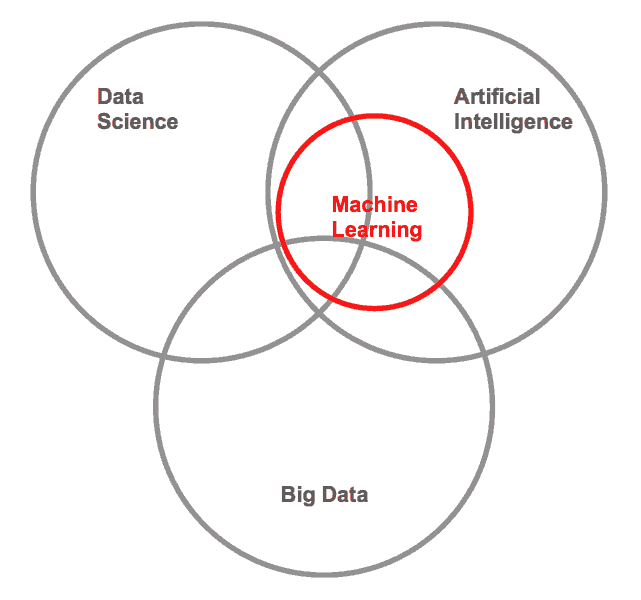 Data
Science
Artificial
Intelligence
Machine
Learning
Big Data